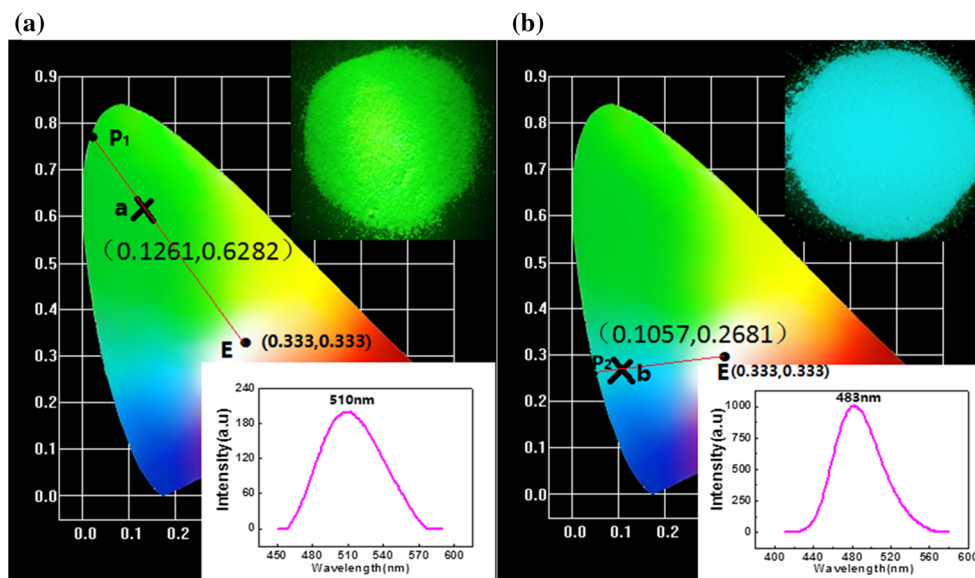 (a)
0.9
0.8
0.7
0.6
0.5
0.4
0.3
0.2
0.1
0.0
0.0 0.1 0.2
P1
a
（0.1261,0.6282）
E
(0.333,0.333)
240
180
120
60
0
450 480 510 540 570 600
510nm
Intensity(a.u)
Wavelength(nm)
(b)
0.9
0.8
0.7
0.6
0.5
0.4
0.3
0.2
0.1
0.0
0.0 0.1 0.2
（0.1057,0.2681）
P2
b
E(0.333,0.333)
483nm
1000
750
500
250
0
400 440 480 520 560 600
Intensity(a.u)
Wavelength(nm)